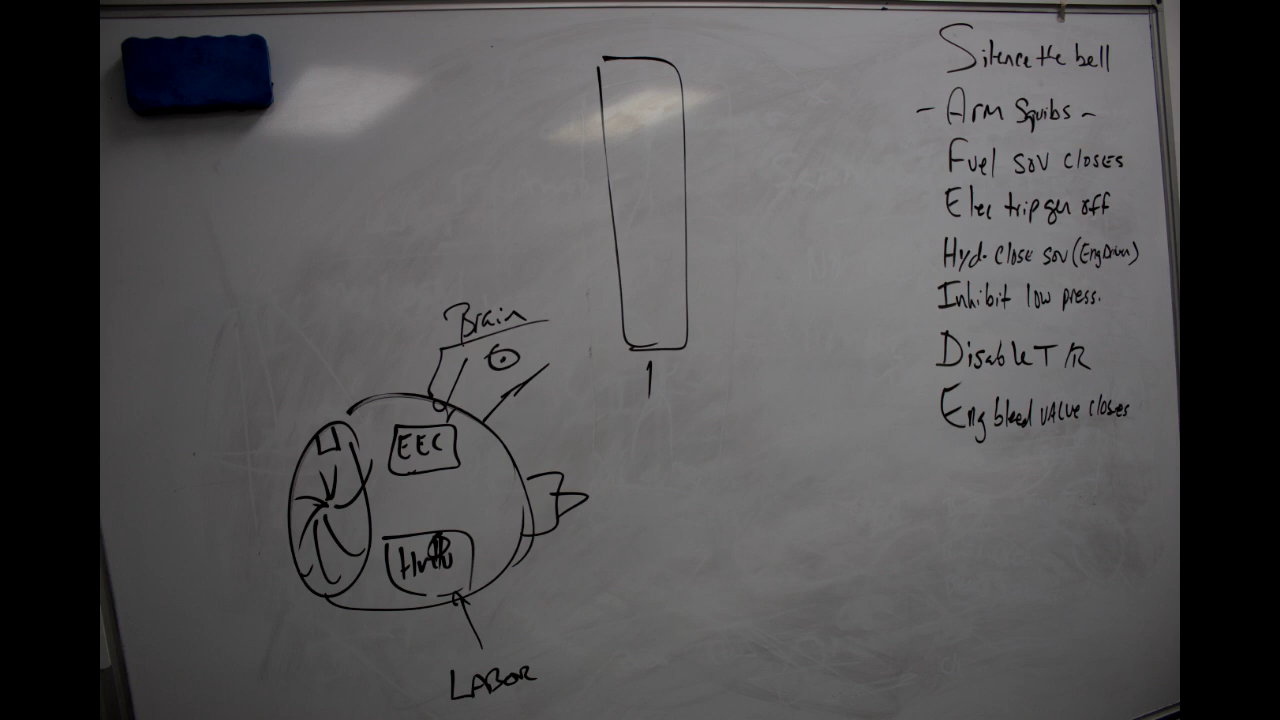 Silence the bell
- Arm Squibs -
Fuel SOV CLOSES
Elec trip gen off
Hyd. close SOV (Eng Driven)
Inhibit low press.
Disable T/R
Eng bleed VALVE closes
Brain
1
EEC
LABOR